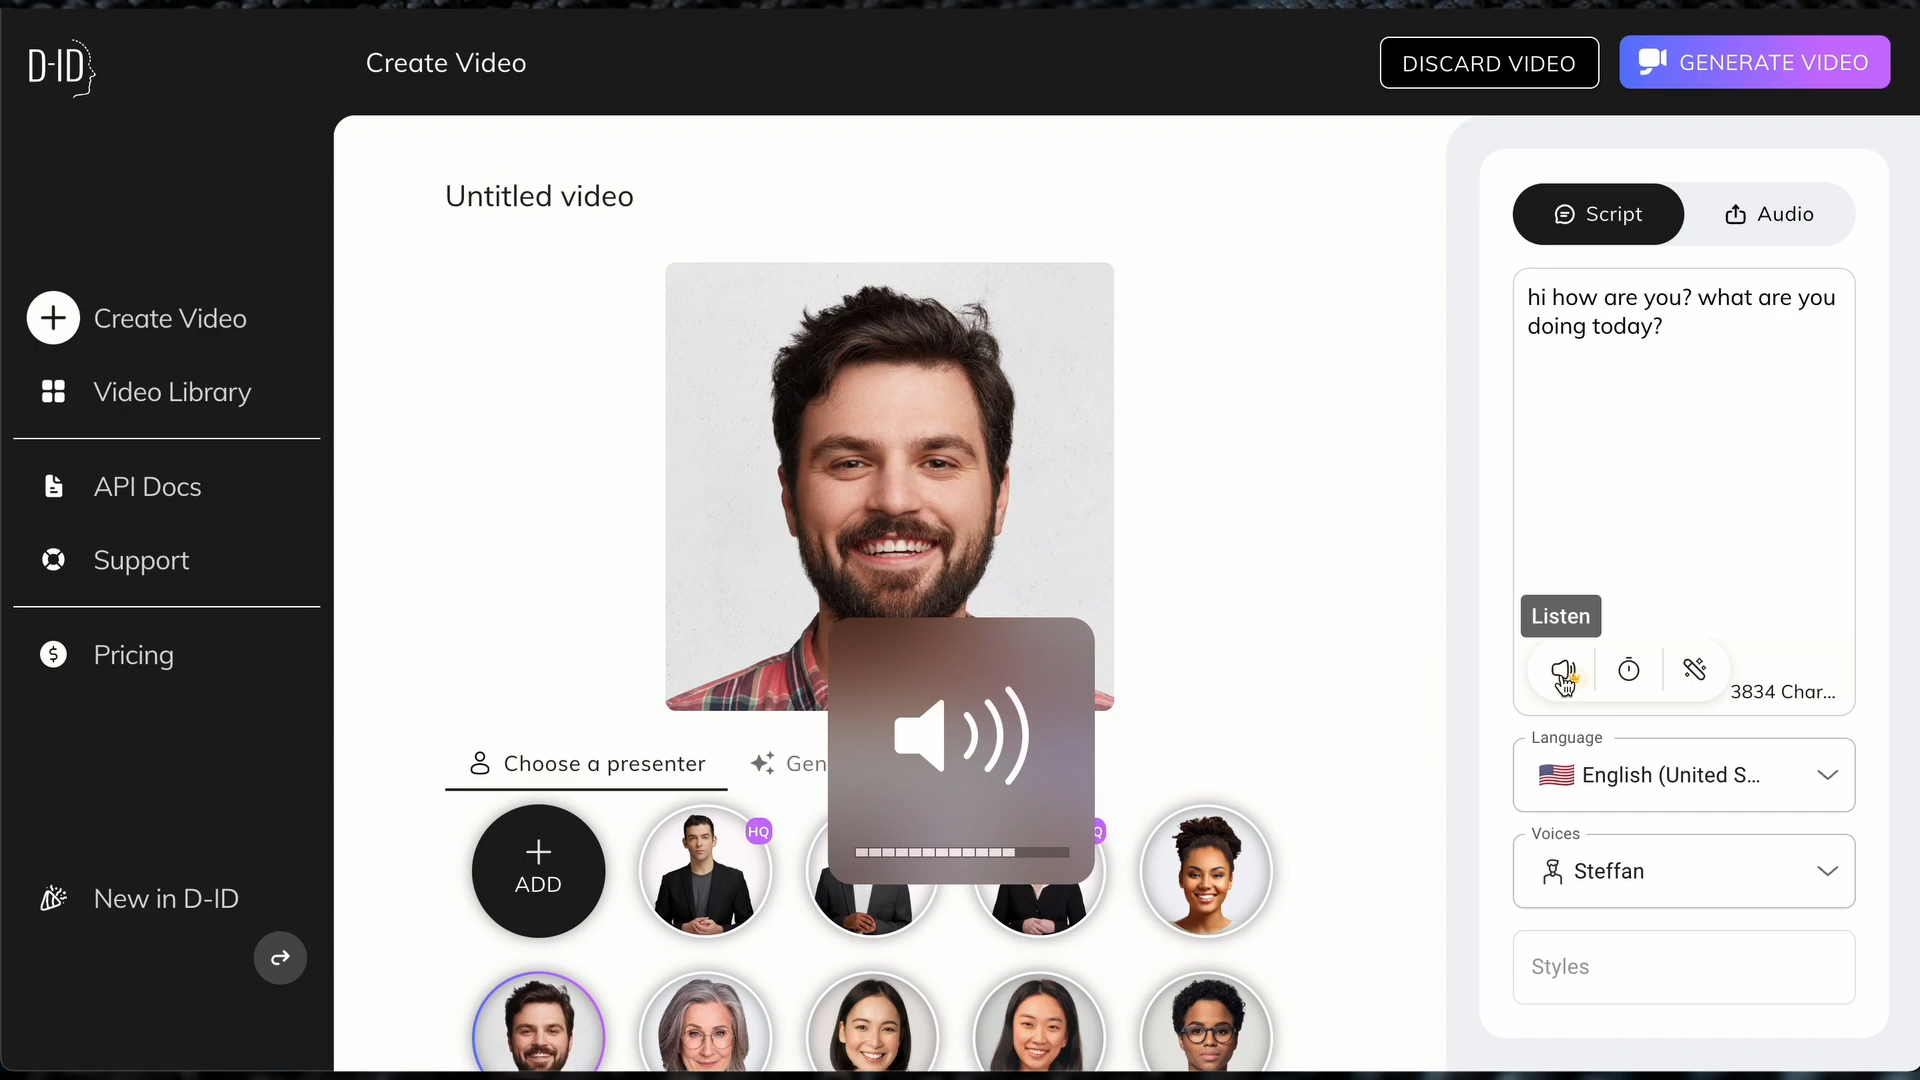 D-ID
Create Video
DISCARD VIDEO
GENERATE VIDEO
Create Video
Video Library
API Docs
Support
Pricing
New in D-ID
Untitled video
Choose a presenter
Gen
ADD
HQ
Q
Script
Audio
hi how are you? what are you
doing today?
Listen
3834 Char...
Language
English (United S...
Voices
Steffan
Styles